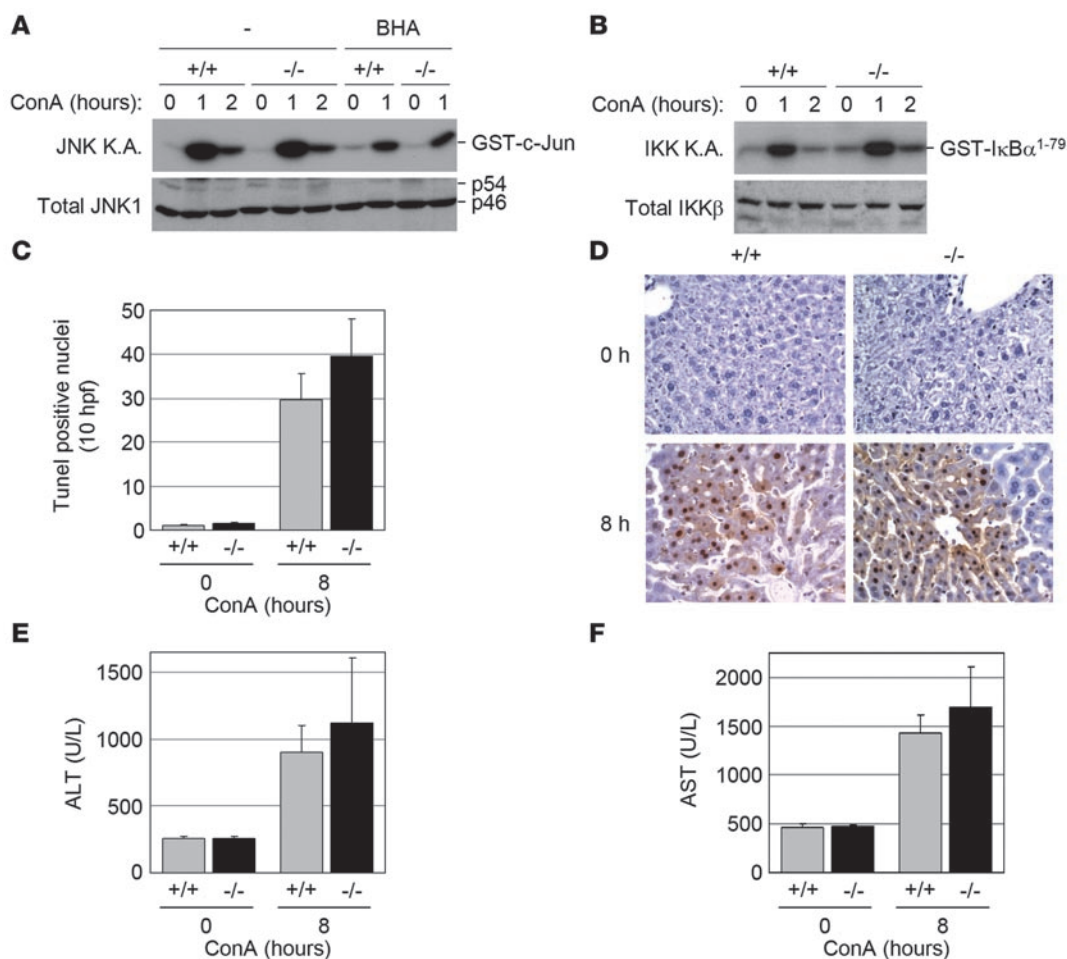 A
-
BHA
+/+
-/-
+/+
-/-
ConA (hours):
0
1
2
0
1
2
0
1
0
1
JNK K.A.
GST-c-Jun
Total JNK1
p54
p46
B
+/+
-/-
ConA (hours):
0
1
2
0
1
2
IKK K.A.
GST-IκBα¹⁻⁷⁹
Total IKKβ
C
Tunel positive nuclei
(10 hpf)
50
40
30
20
10
0
+/+
-/-
+/+
-/-
0
8
ConA (hours)
D
+/+
-/-
0 h
8 h
E
ALT (U/L)
1500
1000
500
0
+/+
-/-
+/+
-/-
0
8
ConA (hours)
F
AST (U/L)
2000
1500
1000
500
0
+/+
-/-
+/+
-/-
0
8
ConA (hours)